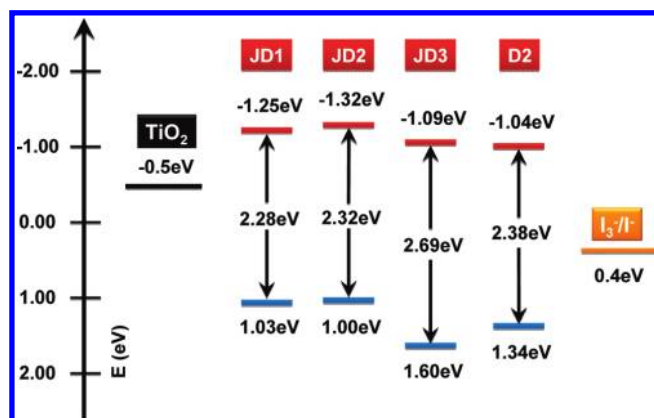 JD1 JD2 JD3 D2
-2.00
-1.25eV -1.32eV -1.09eV -1.04eV
TiO2
-1.00
-0.5eV
0.00
2.28eV 2.32eV 2.69eV 2.38eV
I3-/I-
0.4eV
1.00
1.03eV 1.00eV 1.60eV 1.34eV
2.00
E (eV)